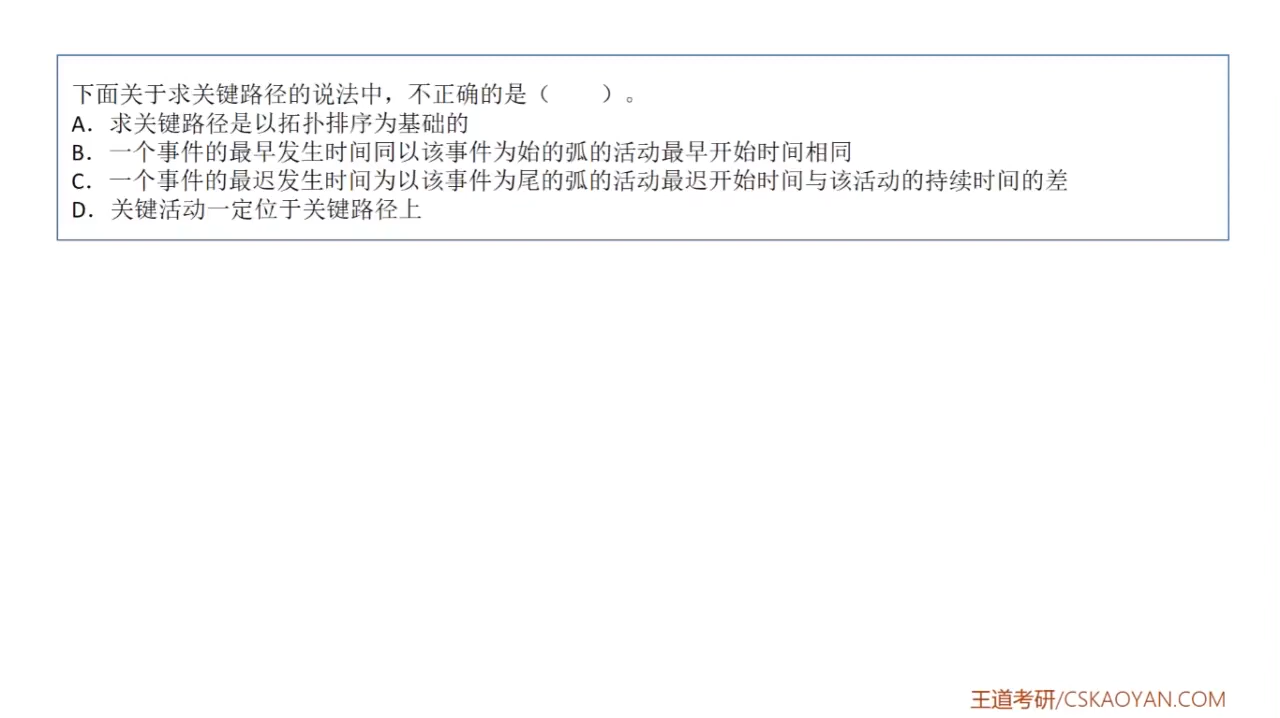 下面关于求关键路径的说法中，不正确的是（　　）。
A. 求关键路径是以拓扑排序为基础的
B. 一个事件的最早发生时间同以该事件为始的弧的活动最早开始时间相同
C. 一个事件的最迟发生时间为以该事件为尾的弧的活动最迟开始时间与该活动的持续时间的差
D. 关键活动一定位于关键路径上
王道考研/CSKAOYAN.COM